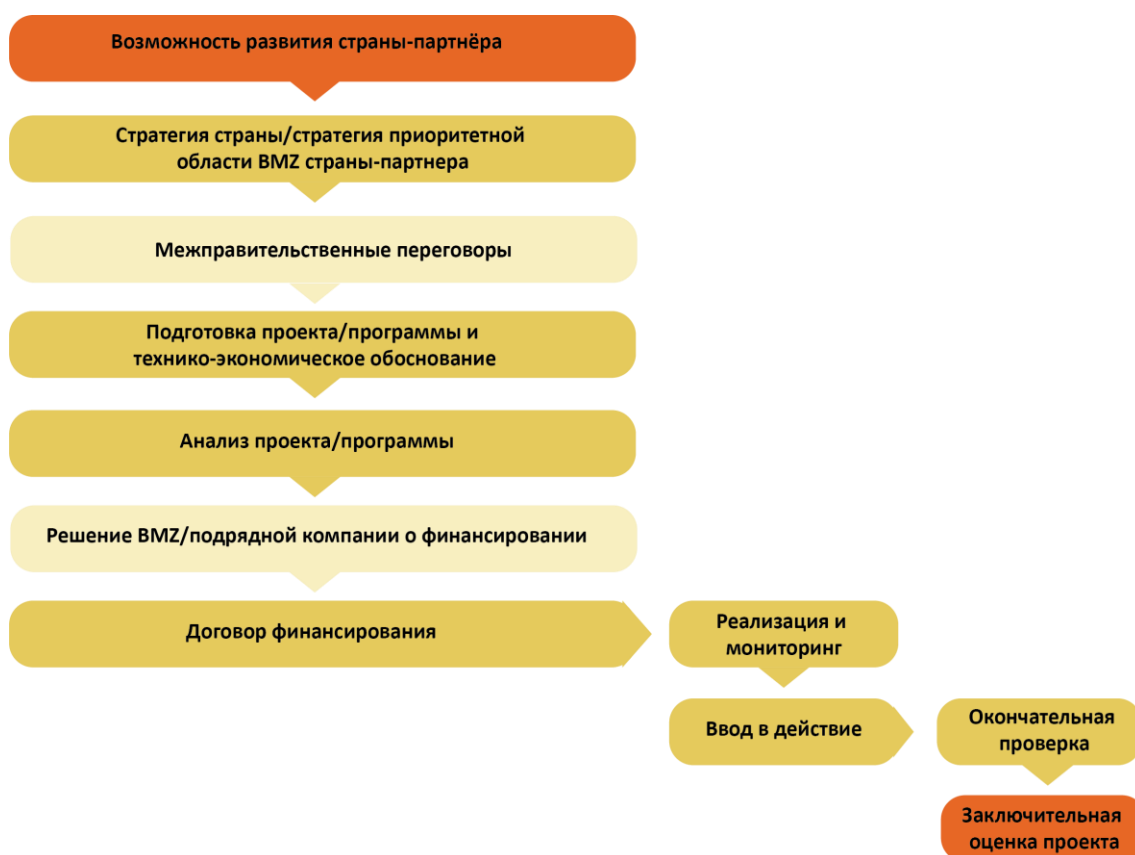 Возможность развития страны-партнёра
Стратегия страны/стратегия приоритетной
области BMZ страны-партнера
Межправительственные переговоры
Подготовка проекта/программы и
технико-экономическое обоснование
Анализ проекта/программы
Решение BMZ/подрядной компании о финансировании
Договор финансирования
Реализация и
мониторинг
Ввод в действие
Окончательная
проверка
Заключительная
оценка проекта